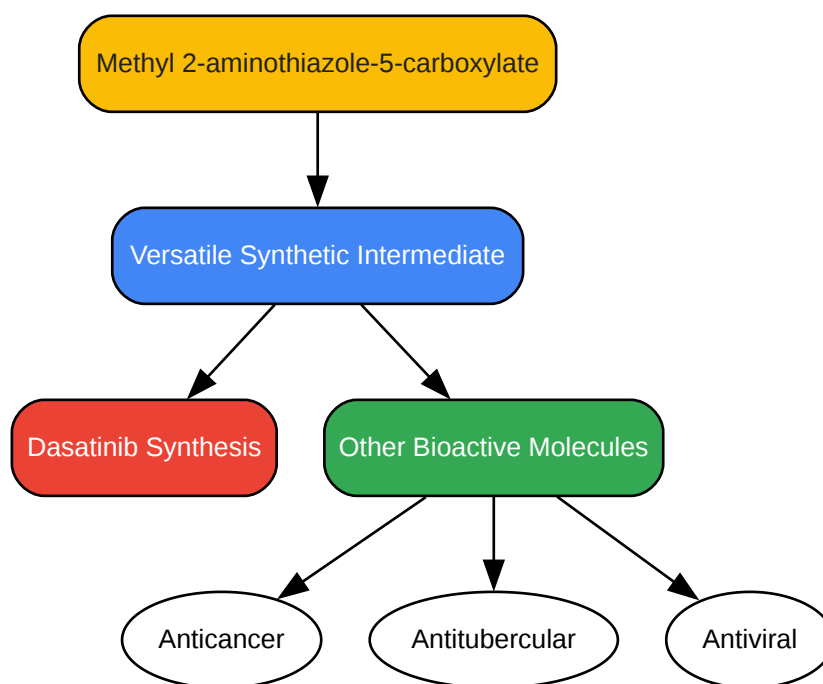 Methyl 2-aminothiazole-5-carboxylate
Versatile Synthetic Intermediate
Dasatinib Synthesis
Other Bioactive Molecules
Anticancer
Antitubercular
Antiviral